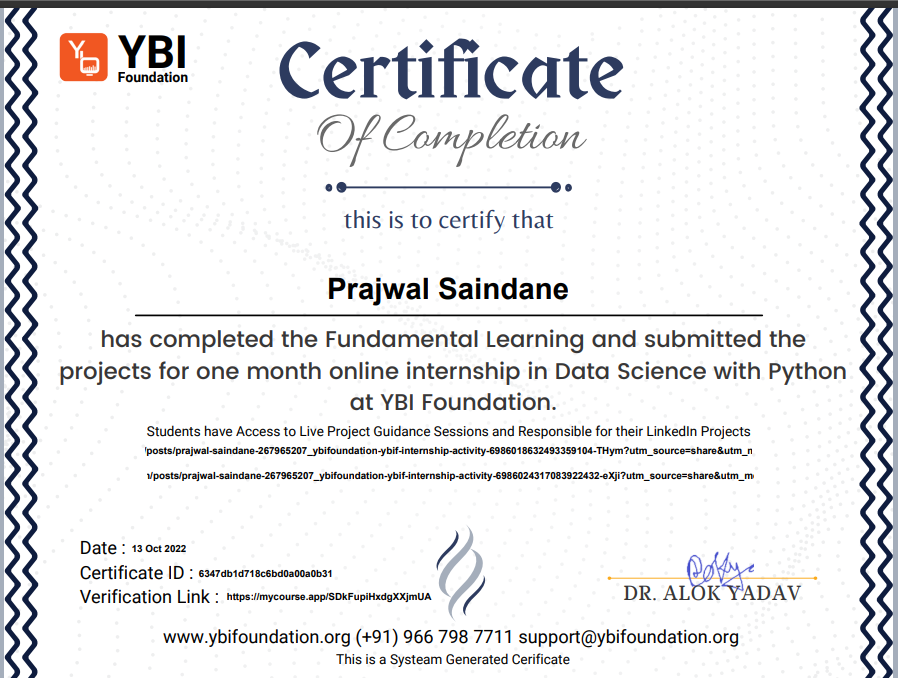 YBI
Foundation
Certificate
Of Completion
this is to certify that
Prajwal Saindane
has completed the Fundamental Learning and submitted the
projects for one month online internship in Data Science with Python
at YBI Foundation.
Students have Access to Live Project Guidance Sessions and Responsible for their LinkedIn Projects
/posts/prajwal-saindane-267965207_ybifoundation-ybif-internship-activity-6986018632493359104-THym?utm_source=share&utm_n
/posts/prajwal-saindane-267965207_ybifoundation-ybif-internship-activity-6986024317083922432-eXji?utm_source=share&utm_m
Date : 13 Oct 2022
Certificate ID : 6347db1d718c6bd0a00a0b31
Verification Link : https://mycourse.app/SDkFupiHxdgXXjmUA
DR. ALOK YADAV
www.ybifoundation.org (+91) 966 798 7711 support@ybifoundation.org
This is a Systeam Generated Cerificate